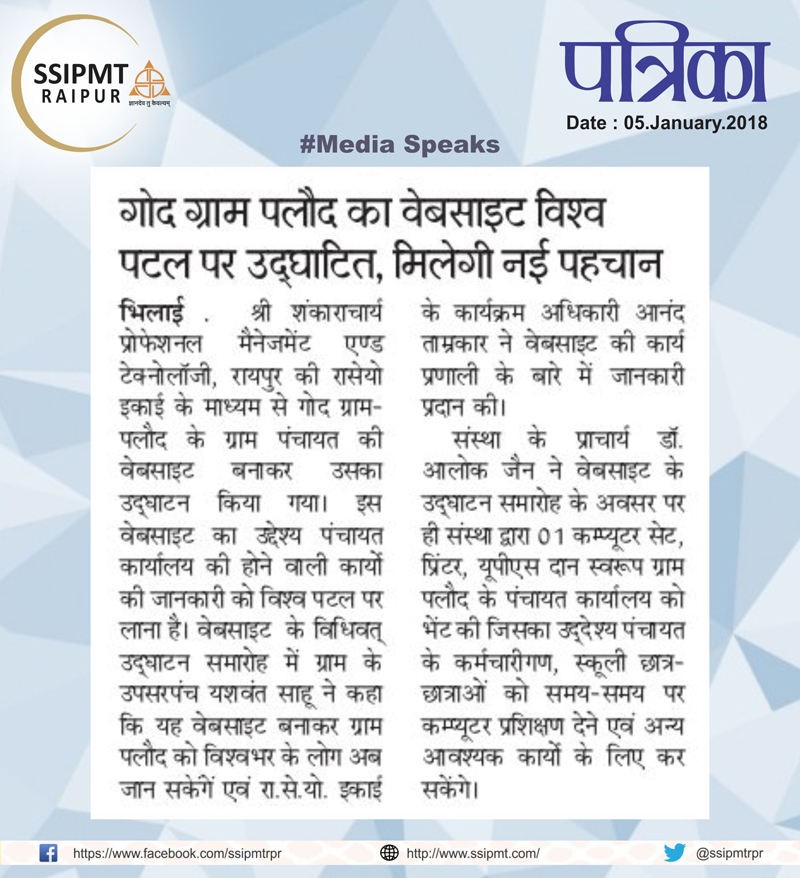 SSIPMT
RAIPUR
ज्ञानदेव तु कैवल्यम्
पत्रिका
Date : 05.January.2018
#Media Speaks
गोद ग्राम पलौद का वेबसाइट विश्व
पटल पर उद्‌घाटित, मिलेगी नई पहचान
भिलाई . श्री शंकाराचार्य
प्रोफेशनल मैनेजमेंट एण्ड
टेक्नोलॉजी, रायपुर की रासेयो
इकाई के माध्यम से गोद ग्राम-
पलौद के ग्राम पंचायत की
वेबसाइट बनाकर उसका
उद्‌घाटन किया गया। इस
वेबसाइट का उद्देश्य पंचायत
कार्यालय की होने वाली कायों
की जानकारी को विश्व पटल पर
लाना है। वेबसाइट के विधिवत्
उद्‌घाटन समारोह में ग्राम के
उपसरपंच यशवंत साहू ने कहा
कि यह वेबसाइट बनाकर ग्राम
पलौद को विश्वभर के लोग अब
जान सकेंगें एवं रा.से.यो. इकाई
के कार्यक्रम अधिकारी आनंद
ताम्रकार ने वेबसाइट की कार्य
प्रणाली के बारे में जानकारी
प्रदान की।
संस्था के प्राचार्य डॉ.
आलोक जैन ने वेबसाइट के
उद्‌घाटन समारोह के अवसर पर
ही संस्था द्वारा 01 कम्प्यूटर सेट,
प्रिंटर, यूपीएस दान स्वरूप ग्राम
पलौद के पंचायत कार्यालय को
भेंट की जिसका उद्‌देश्य पंचायत
के कर्मचारीगण, स्कूली छात्र-
छात्राओं को समय-समय पर
कम्प्यूटर प्रशिक्षण देने एवं अन्य
आवश्यक कायों के लिए कर
सकेंगे।
https://www.facebook.com/ssipmtrpr
http://www.ssipmt.com/
@ssipmtrpr